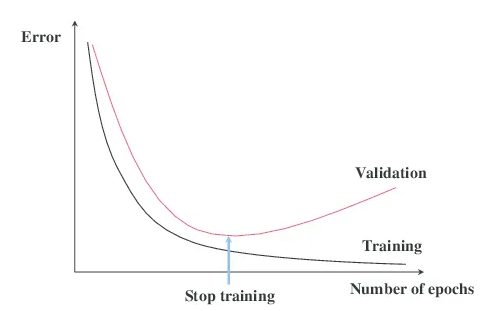 Error
Validation
Training
Number of epochs
Stop training